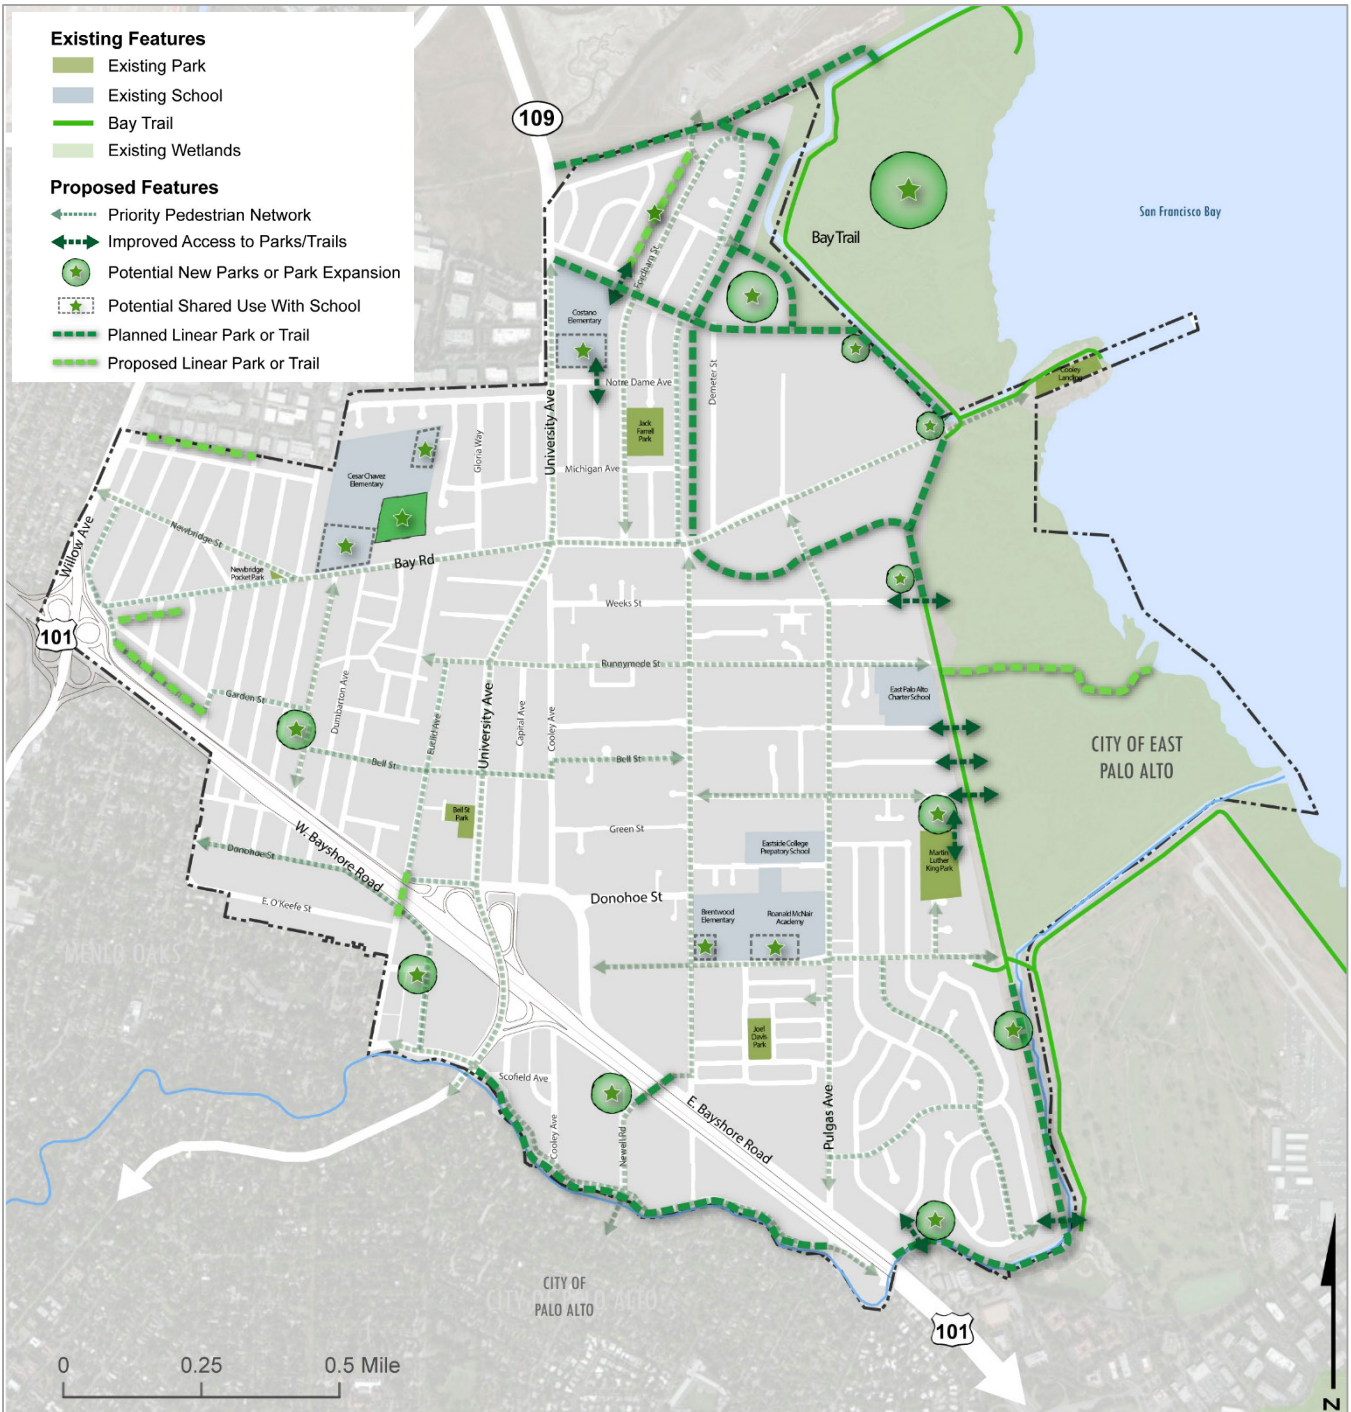 Existing Features
Existing Park
Existing School
Bay Trail
Existing Wetlands
Proposed Features
Priority Pedestrian Network
Improved Access to Parks/Trails
Potential New Parks or Park Expansion
Potential Shared Use With School
Planned Linear Park or Trail
Proposed Linear Park or Trail
109
San Francisco Bay
Bay Trail
Fordham St
Costano
Elementary
Cooley
Landing
Notre Dame Ave
Demeter St
University Ave
Jack
Farrell
Park
Gloria Way
Michigan Ave
Cesar Chavez
Elementary
Willow Ave
Newbridge St
Bay Rd
Newbridge
Pocket Park
Weeks St
101
Runnymede St
East Palo Alto
Charter School
Garden St
Dumbarton Ave
Euclid Ave
University Ave
Capital Ave
Cooley Ave
CITY OF EAST
PALO ALTO
Bell St
Bell St
Bell St
Park
Green St
Eastside College
Preparatory School
Martin
Luther
King Park
W. Bayshore Road
Donohoe St
Donohoe St
E. O'Keefe St
Brentwood
Elementary
Roanald McNair
Academy
Joel
Davis
Park
Scofield Ave
Cooley Ave
Newell Rd
E. Bayshore Road
Pulgas Ave
CITY OF
PALO ALTO
101
0
0.25
0.5 Mile
N